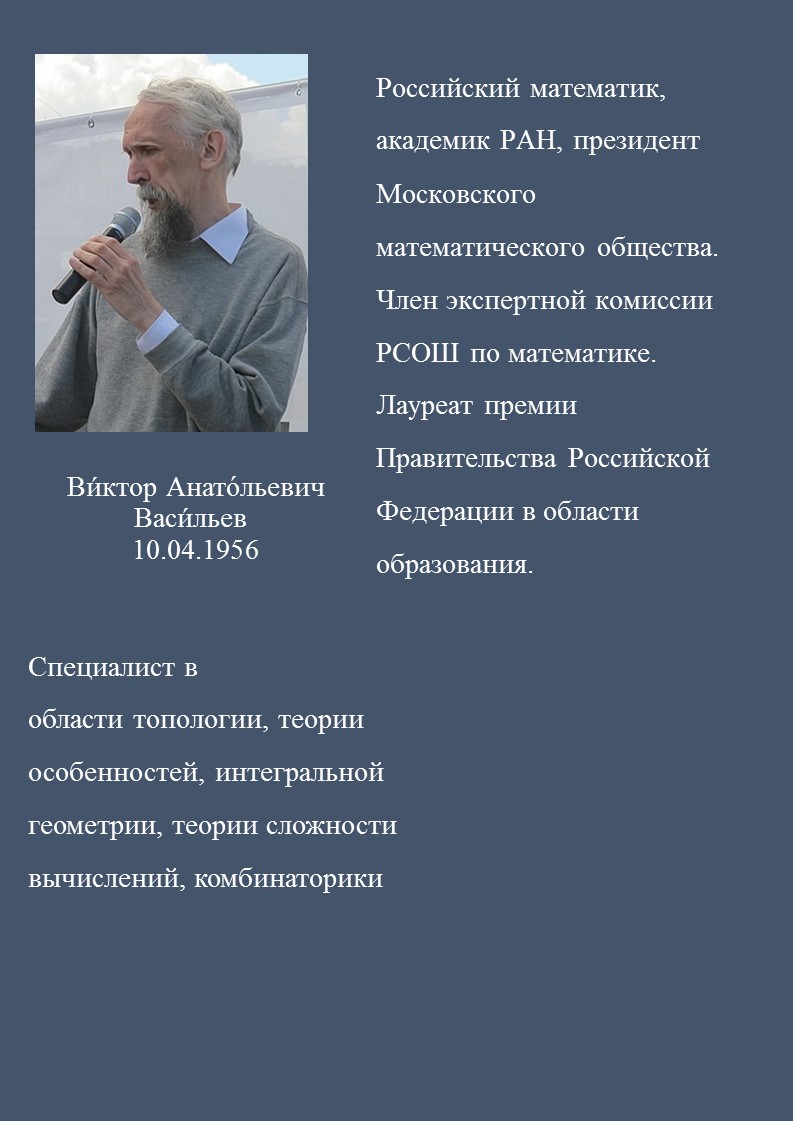 Российский математик,
академик РАН, президент
Московского
математического общества.
Член экспертной комиссии
РСОШ по математике.
Лауреат премии
Правительства Российской
Федерации в области
образования.
Ви́ктор Анато́льевич
Васи́льев
10.04.1956
Специалист в
области топологии, теории
особенностей, интегральной
геометрии, теории сложности
вычислений, комбинаторики